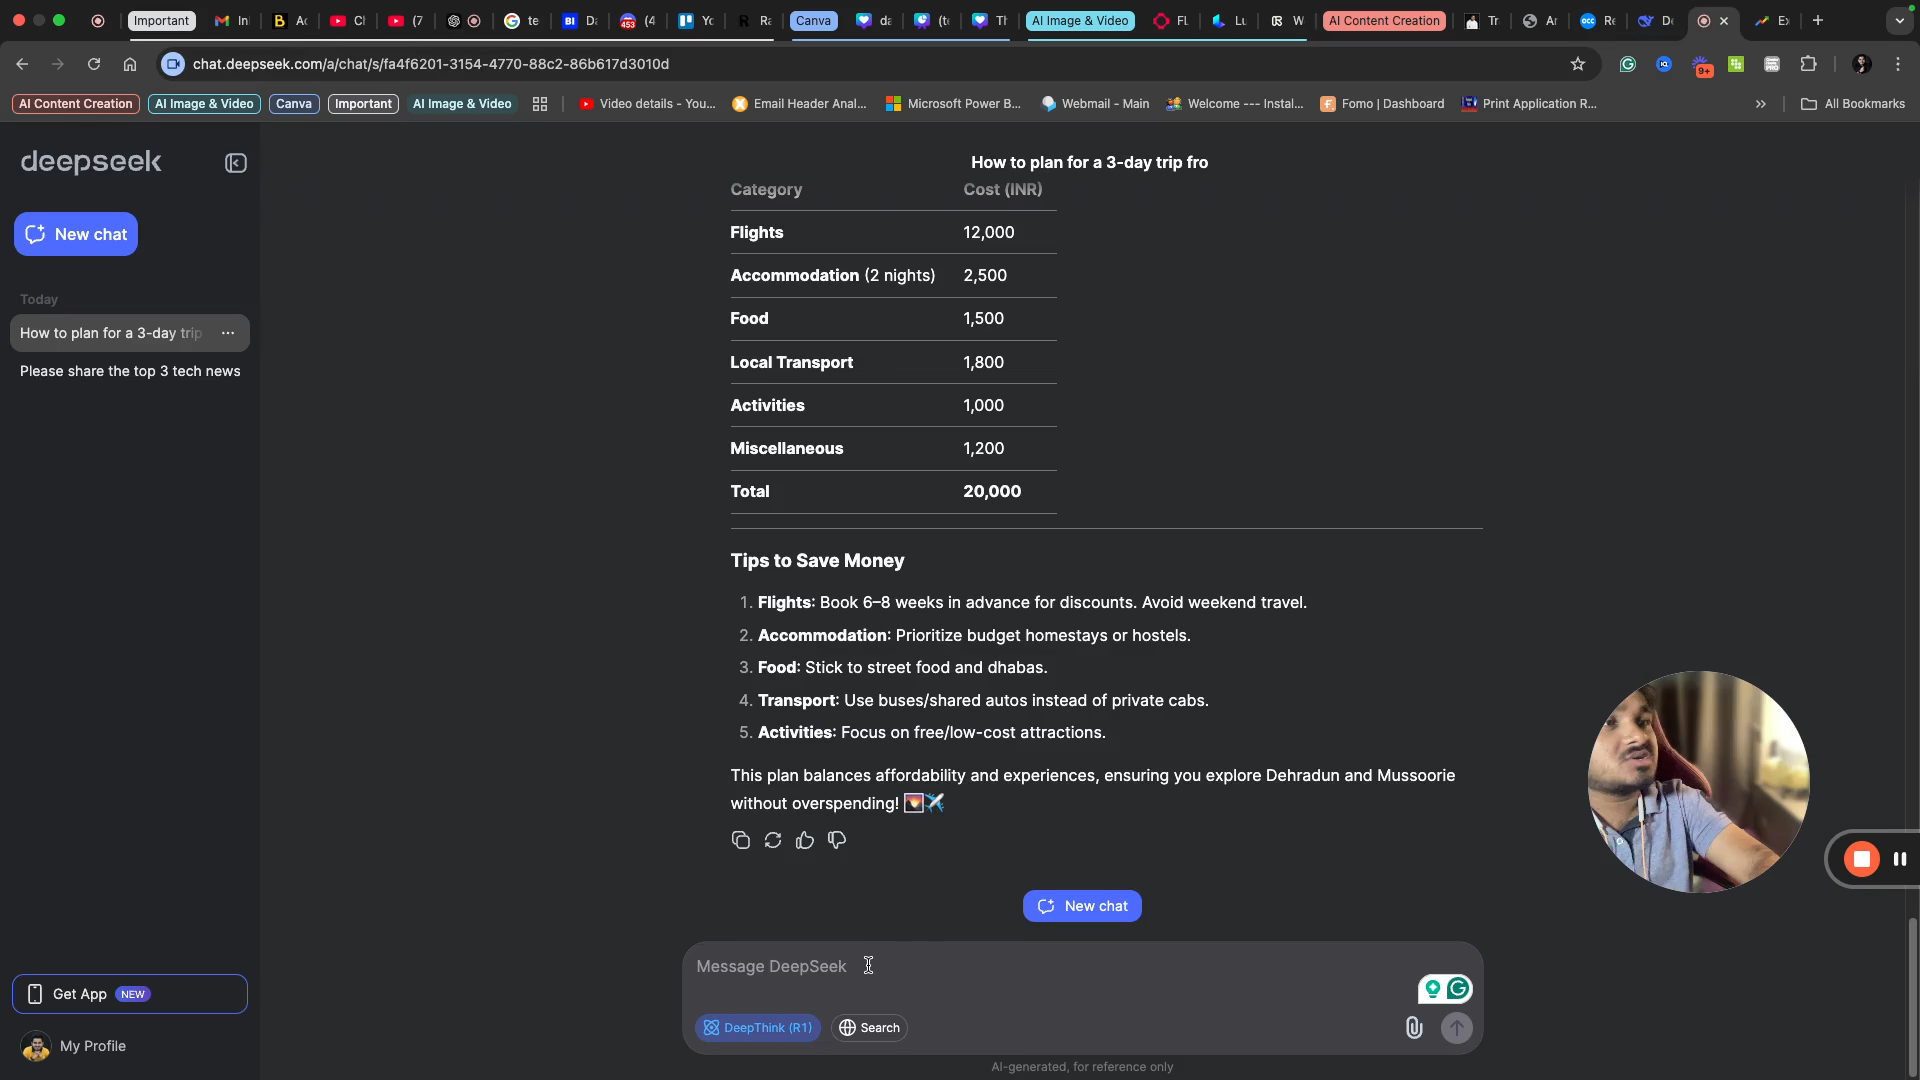 Important
Canva
AI Image & Video
AI Content Creation
chat.deepseek.com/a/chat/s/fa4f6201-3154-4770-88c2-86b617d3010d
9+
AI Content Creation
AI Image & Video
Canva
Important
AI Image & Video
Video details - You...
Email Header Anal...
Microsoft Power B...
Webmail - Main
Welcome --- Instal...
Fomo | Dashboard
Print Application R...
All Bookmarks
deepseek
New chat
Today
How to plan for a 3-day trip
Please share the top 3 tech news
Get App NEW
My Profile
How to plan for a 3-day trip fro
Category Cost (INR)
Flights 12,000
Accommodation (2 nights) 2,500
Food 1,500
Local Transport 1,800
Activities 1,000
Miscellaneous 1,200
Total 20,000
Tips to Save Money
1. Flights: Book 6–8 weeks in advance for discounts. Avoid weekend travel.
2. Accommodation: Prioritize budget homestays or hostels.
3. Food: Stick to street food and dhabas.
4. Transport: Use buses/shared autos instead of private cabs.
5. Activities: Focus on free/low-cost attractions.
This plan balances affordability and experiences, ensuring you explore Dehradun and Mussoorie
without overspending! 🌄✈️
New chat
Message DeepSeek
DeepThink (R1)
Search
AI-generated, for reference only